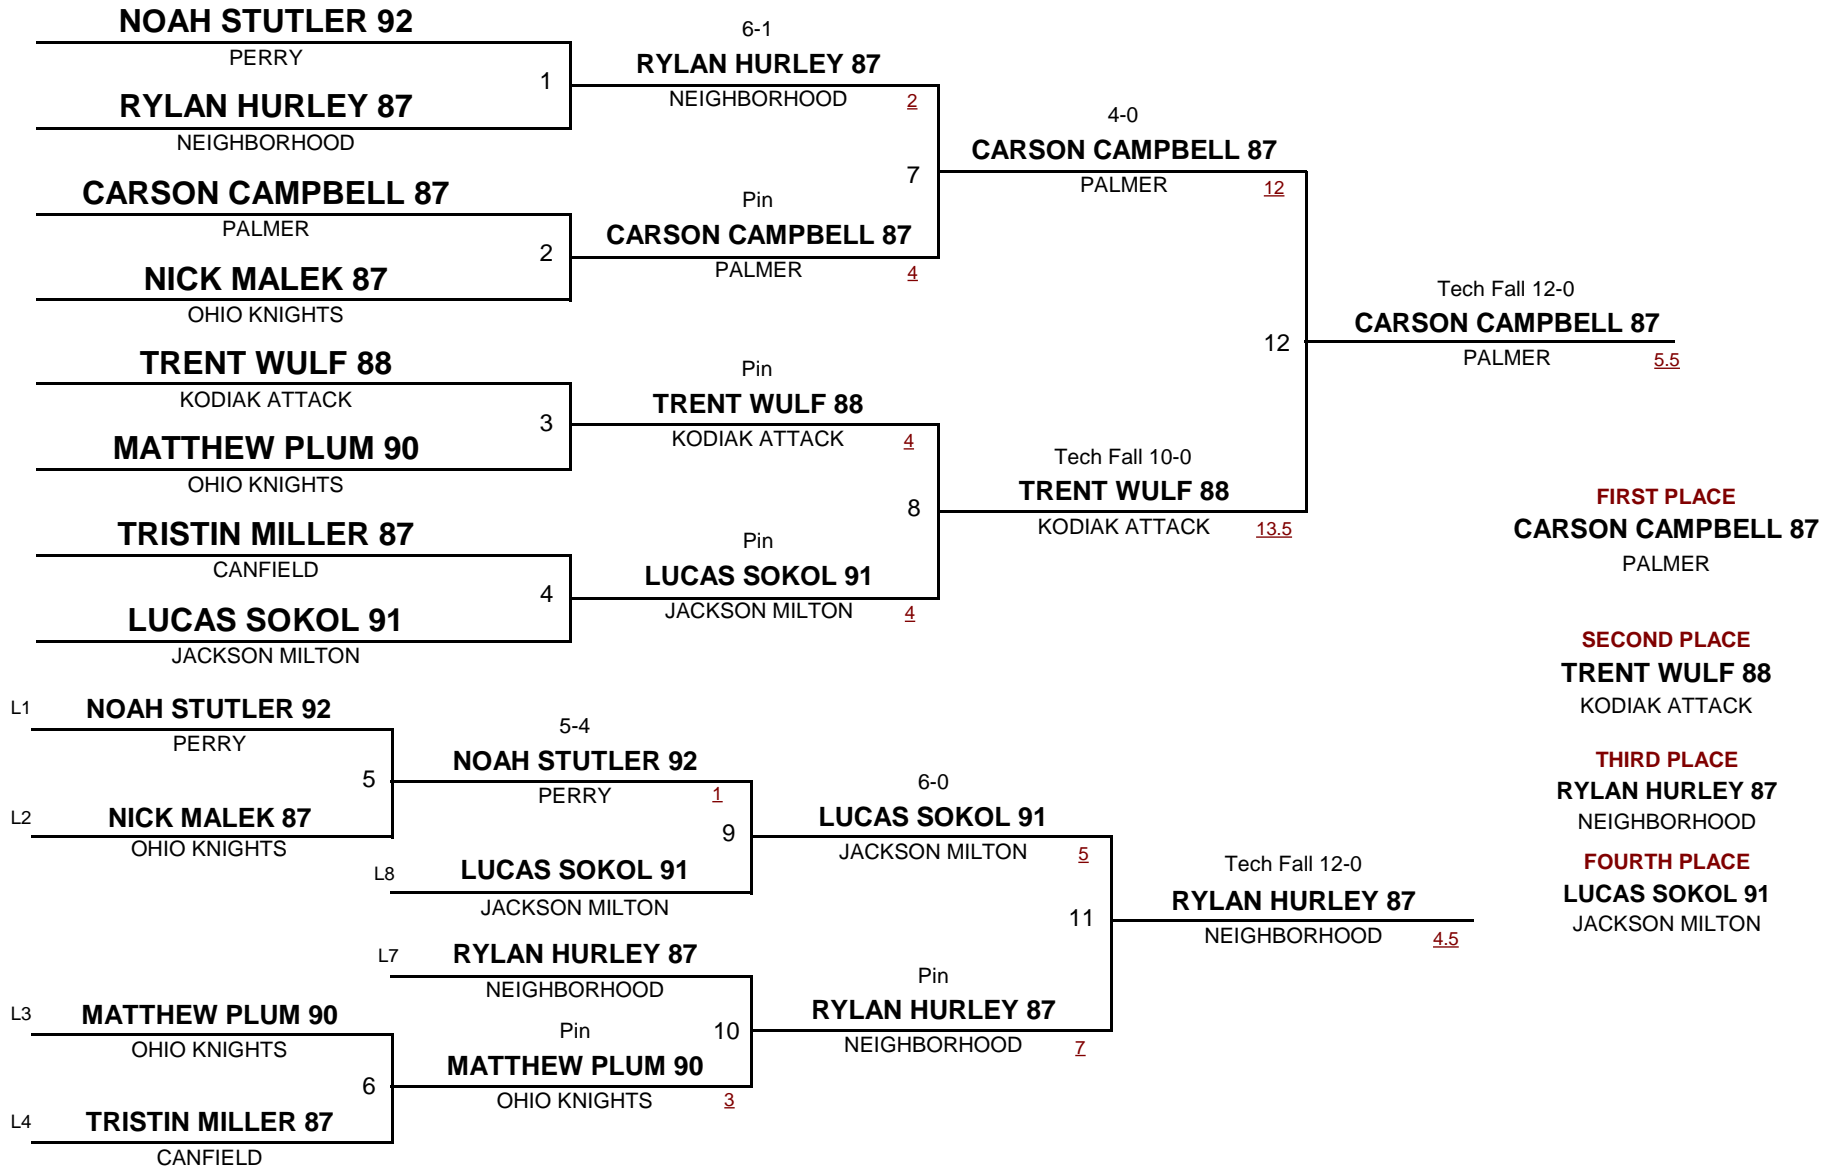 NOAH STUTLER 92
PERRY
1
RYLAN HURLEY 87
NEIGHBORHOOD
CARSON CAMPBELL 87
PALMER
2
NICK MALEK 87
OHIO KNIGHTS
TRENT WULF 88
KODIAK ATTACK
3
MATTHEW PLUM 90
OHIO KNIGHTS
TRISTIN MILLER 87
CANFIELD
4
LUCAS SOKOL 91
JACKSON MILTON
6-1
RYLAN HURLEY 87
NEIGHBORHOOD 2
7
Pin
CARSON CAMPBELL 87
PALMER 4
Pin
TRENT WULF 88
KODIAK ATTACK 4
8
Pin
LUCAS SOKOL 91
JACKSON MILTON 4
4-0
CARSON CAMPBELL 87
PALMER 12
12
Tech Fall 10-0
TRENT WULF 88
KODIAK ATTACK 13.5
Tech Fall 12-0
CARSON CAMPBELL 87
PALMER 5.5
FIRST PLACE
CARSON CAMPBELL 87
PALMER
SECOND PLACE
TRENT WULF 88
KODIAK ATTACK
THIRD PLACE
RYLAN HURLEY 87
NEIGHBORHOOD
FOURTH PLACE
LUCAS SOKOL 91
JACKSON MILTON
L1 NOAH STUTLER 92
PERRY
5
L2 NICK MALEK 87
OHIO KNIGHTS
L3 MATTHEW PLUM 90
OHIO KNIGHTS
6
L4 TRISTIN MILLER 87
CANFIELD
5-4
NOAH STUTLER 92
PERRY 1
9
L8 LUCAS SOKOL 91
JACKSON MILTON
L7 RYLAN HURLEY 87
NEIGHBORHOOD
Pin 10
MATTHEW PLUM 90
OHIO KNIGHTS 3
6-0
LUCAS SOKOL 91
JACKSON MILTON 5
11
Pin
RYLAN HURLEY 87
NEIGHBORHOOD 7
Tech Fall 12-0
RYLAN HURLEY 87
NEIGHBORHOOD 4.5